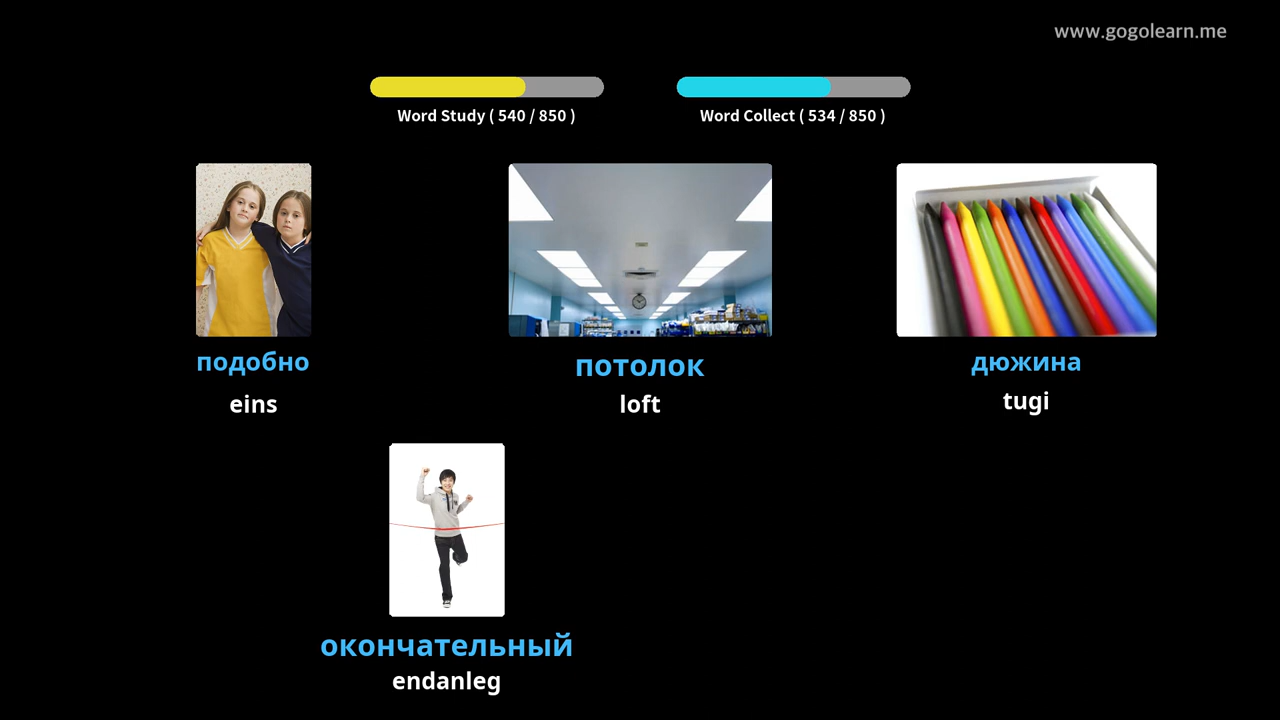 www.gogolearn.me
Word Study ( 540 / 850 )
Word Collect ( 534 / 850 )
подобно
eins
потолок
loft
дюжина
tugi
окончательный
endanleg